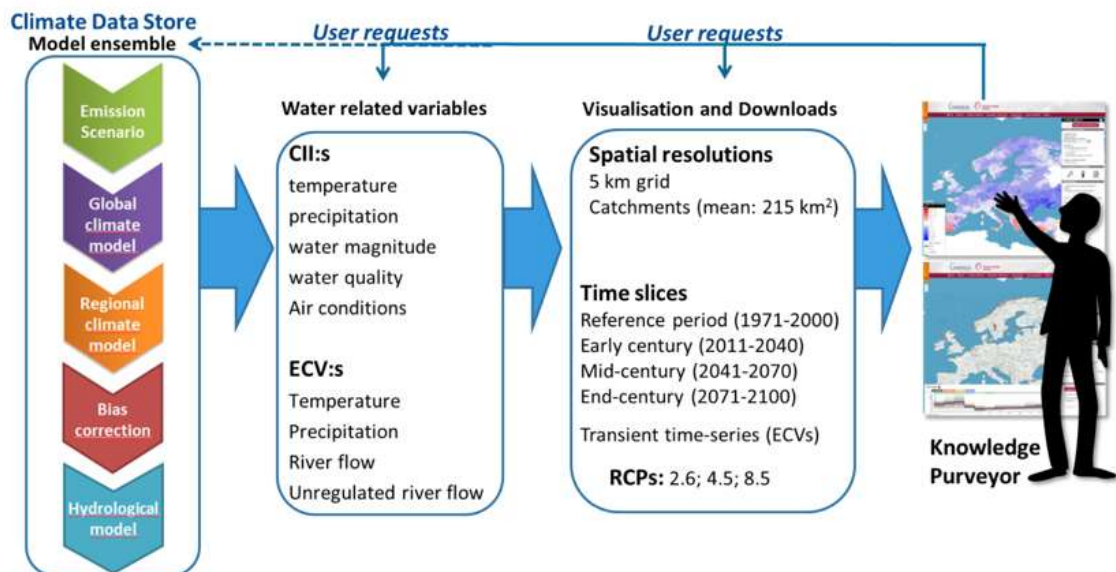 Climate Data Store
Model ensemble
User requests
User requests
Emission
Scenario
Global
climate
model
Regional
climate
model
Bias
correction
Hydrological
model
Water related variables
CII:s
temperature
precipitation
water magnitude
water quality
Air conditions
ECV:s
Temperature
Precipitation
River flow
Unregulated river flow
Visualisation and Downloads
Spatial resolutions
5 km grid
Catchments (mean: 215 km²)
Time slices
Reference period (1971-2000)
Early century (2011-2040)
Mid-century (2041-2070)
End-century (2071-2100)
Transient time-series (ECVs)
RCPs: 2.6; 4.5; 8.5
Knowledge
Purveyor